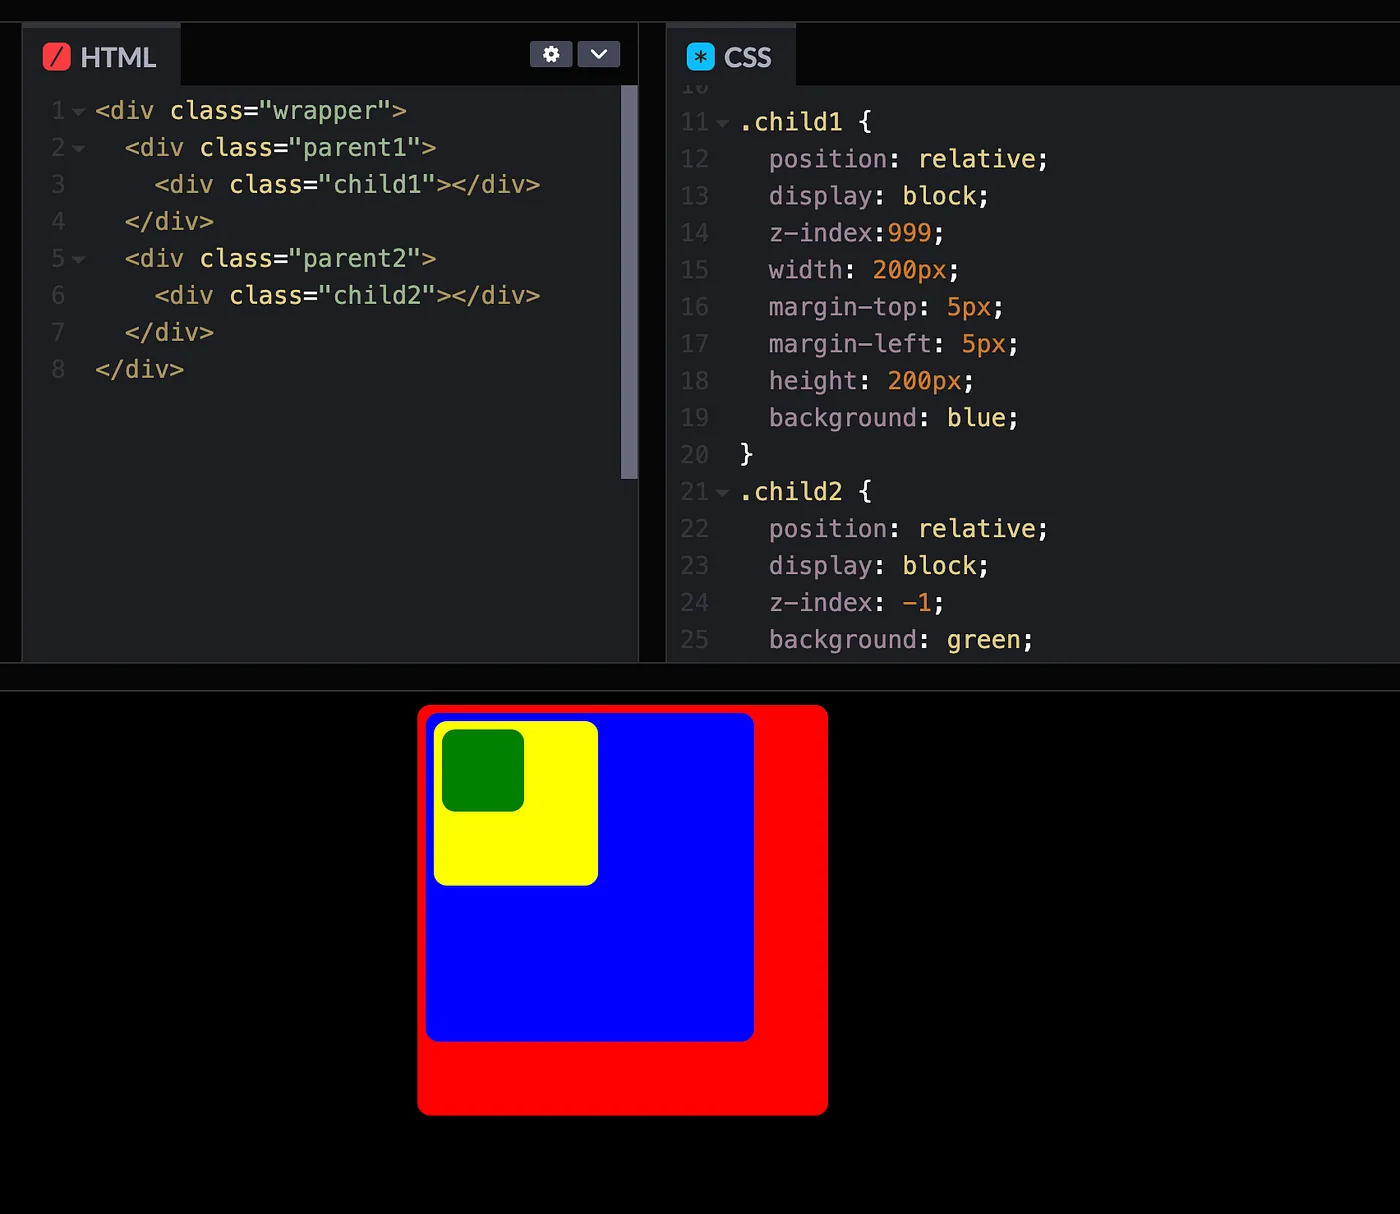 HTML
1 <div class="wrapper">
2 <div class="parent1">
3 <div class="child1"></div>
4 </div>
5 <div class="parent2">
6 <div class="child2"></div>
7 </div>
8 </div>
CSS
10
11 .child1 {
12 position: relative;
13 display: block;
14 z-index:999;
15 width: 200px;
16 margin-top: 5px;
17 margin-left: 5px;
18 height: 200px;
19 background: blue;
20 }
21 .child2 {
22 position: relative;
23 display: block;
24 z-index: -1;
25 background: green;